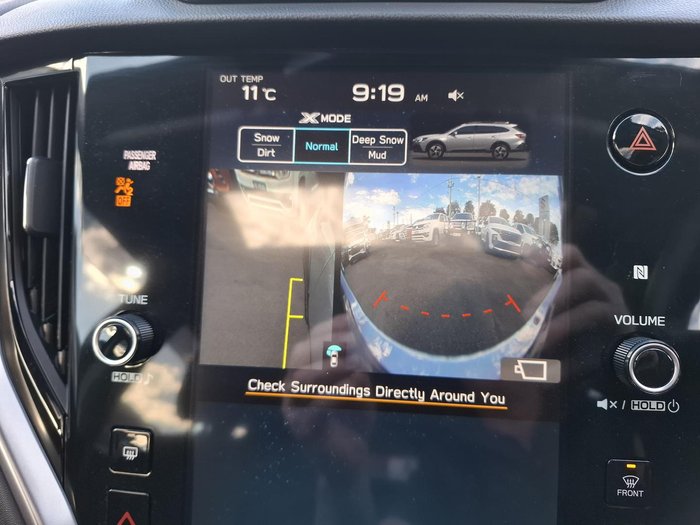 OUT TEMP
11°C
9:19 AM
X MODE
Snow
Dirt
Normal
Deep Snow
Mud
PASSENGER
AIRBAG
OFF
N
TUNE
HOLD
VOLUME
/ HOLD
Check Surroundings Directly Around You
FRONT